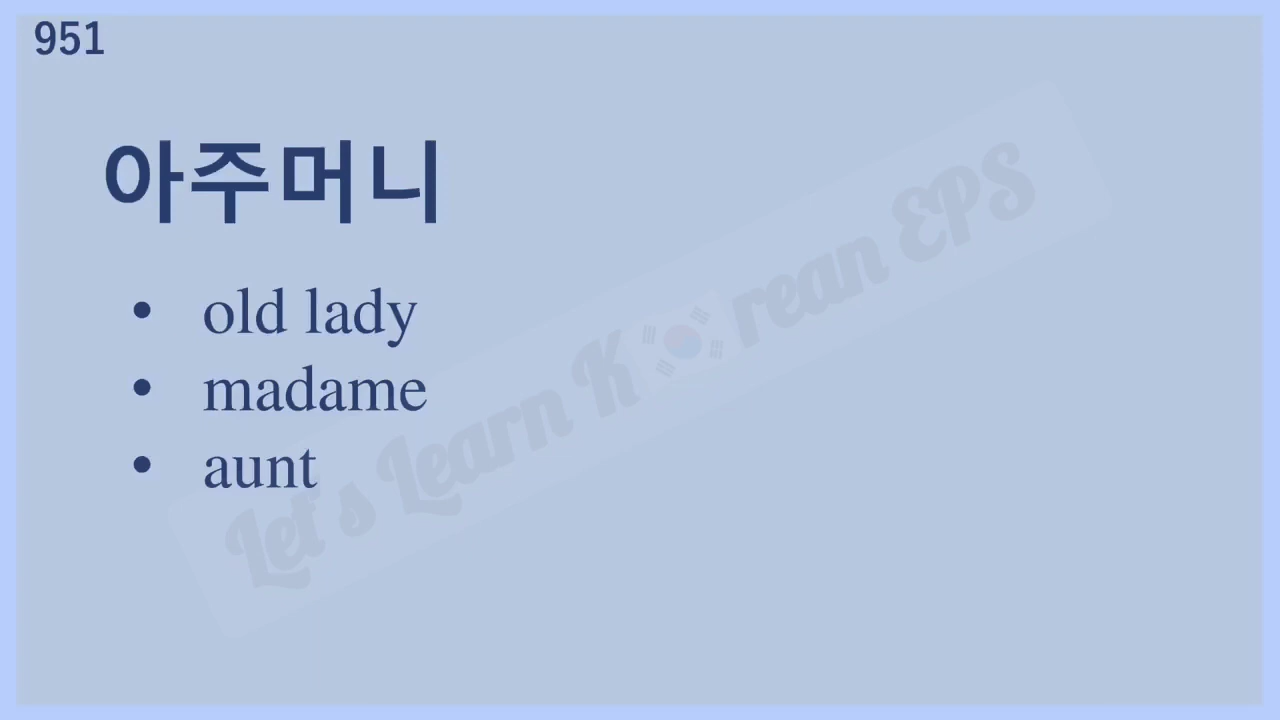 951
아주머니
• old lady
• madame
• aunt
Let's Learn Korean EPS